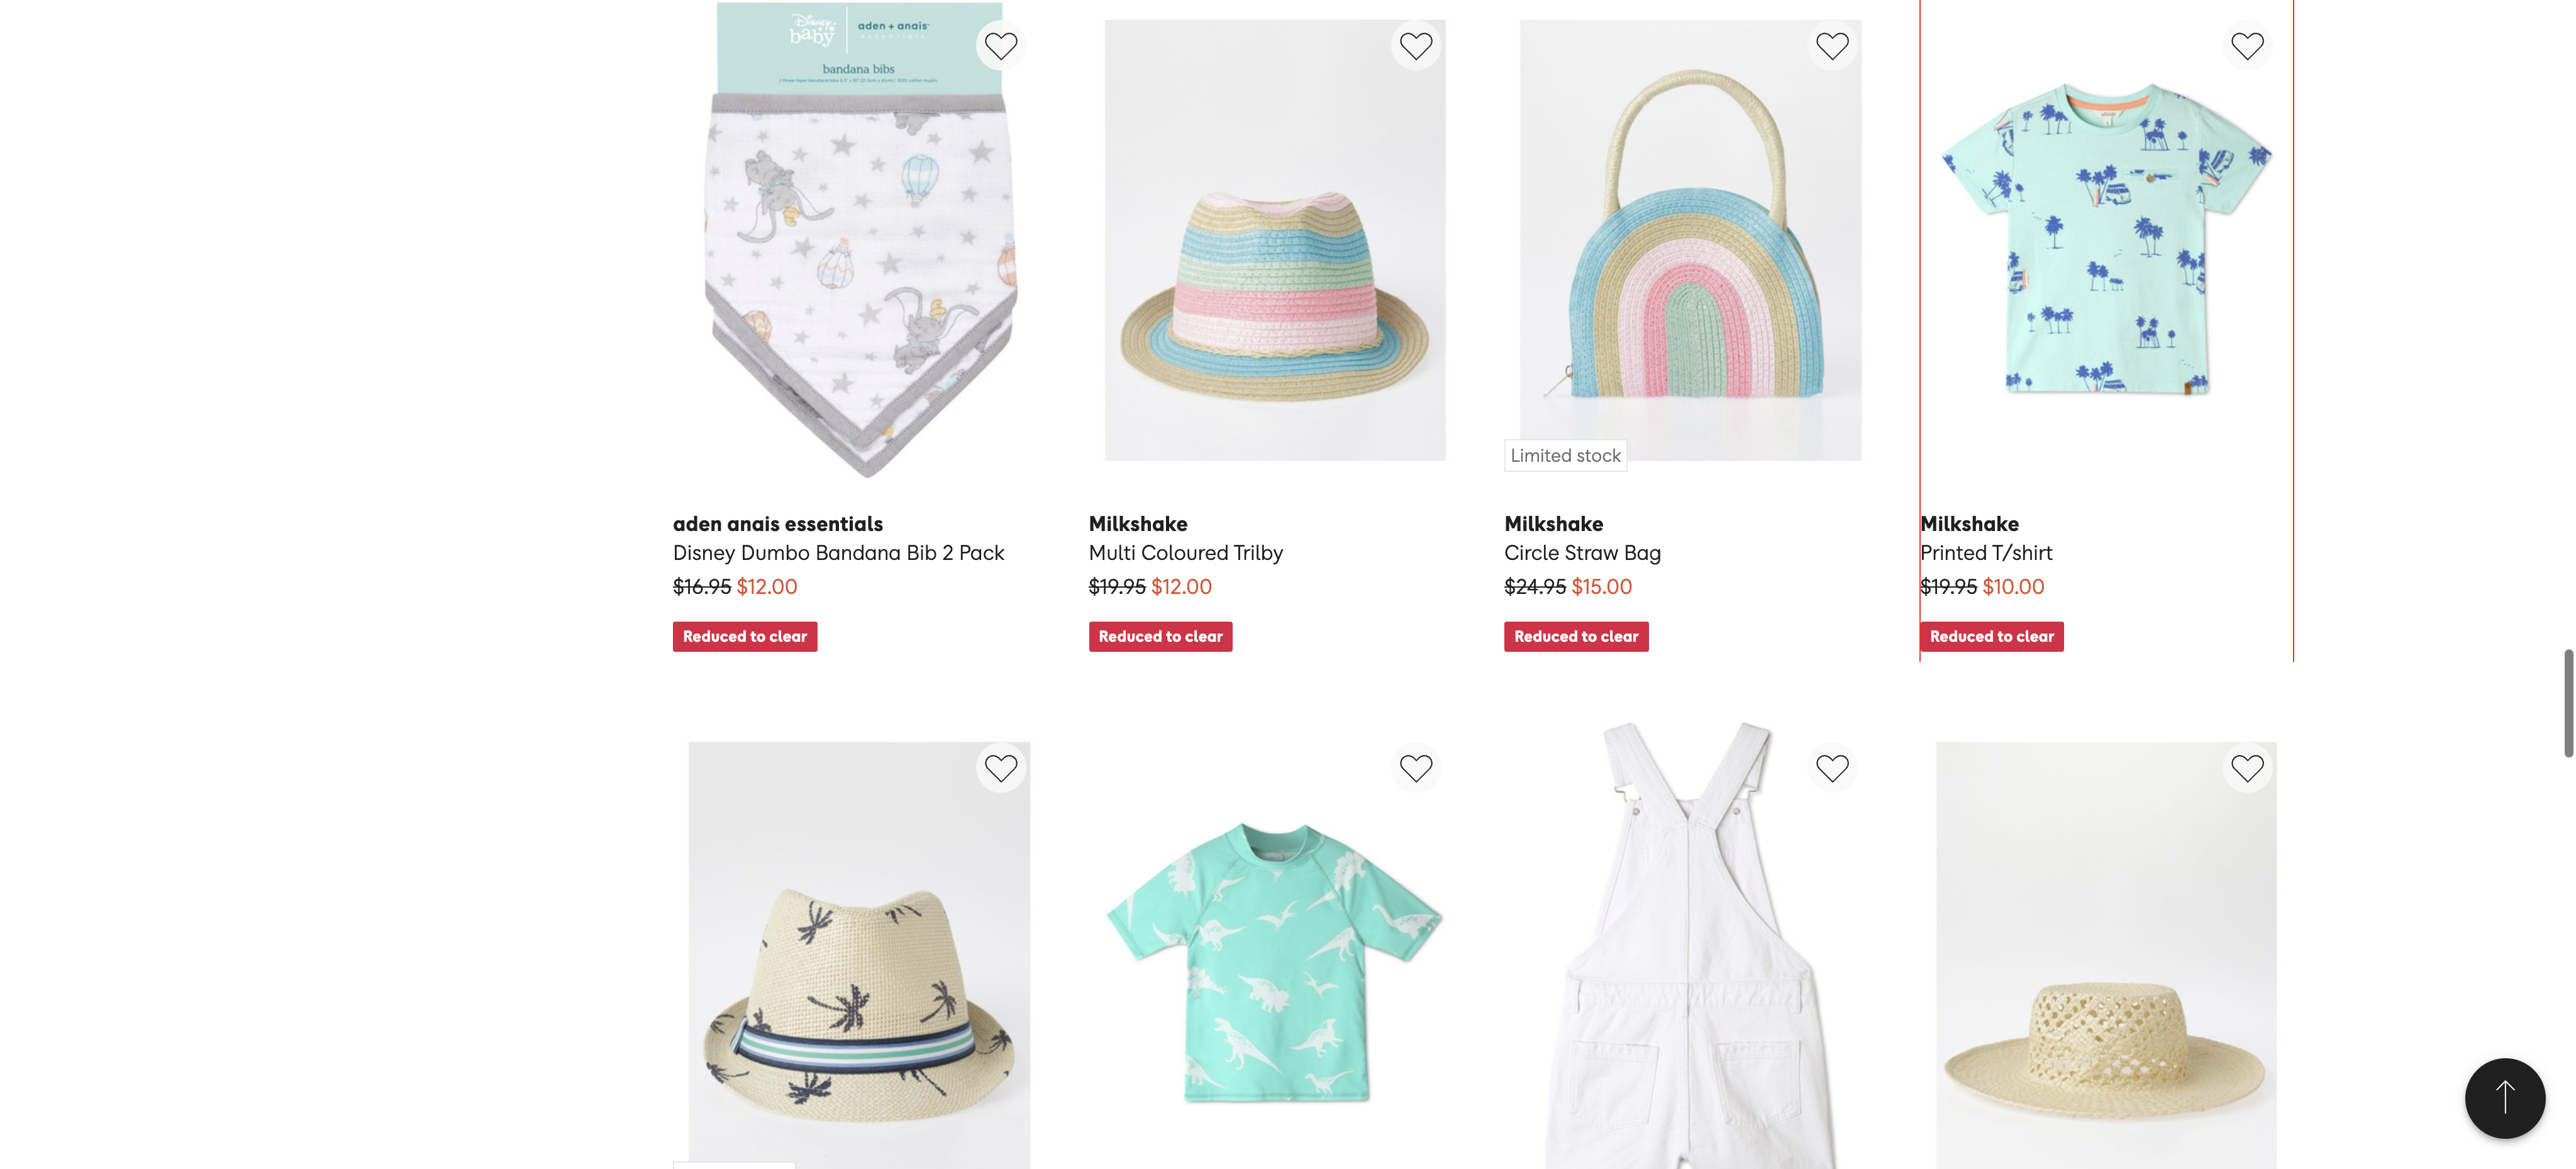 Disney baby
aden + anais
ESSENTIALS
bandana bibs
Limited stock
aden anais essentials
Disney Dumbo Bandana Bib 2 Pack
$16.95 $12.00
Reduced to clear
Milkshake
Multi Coloured Trilby
$19.95 $12.00
Reduced to clear
Milkshake
Circle Straw Bag
$24.95 $15.00
Reduced to clear
Milkshake
Printed T/shirt
$19.95 $10.00
Reduced to clear